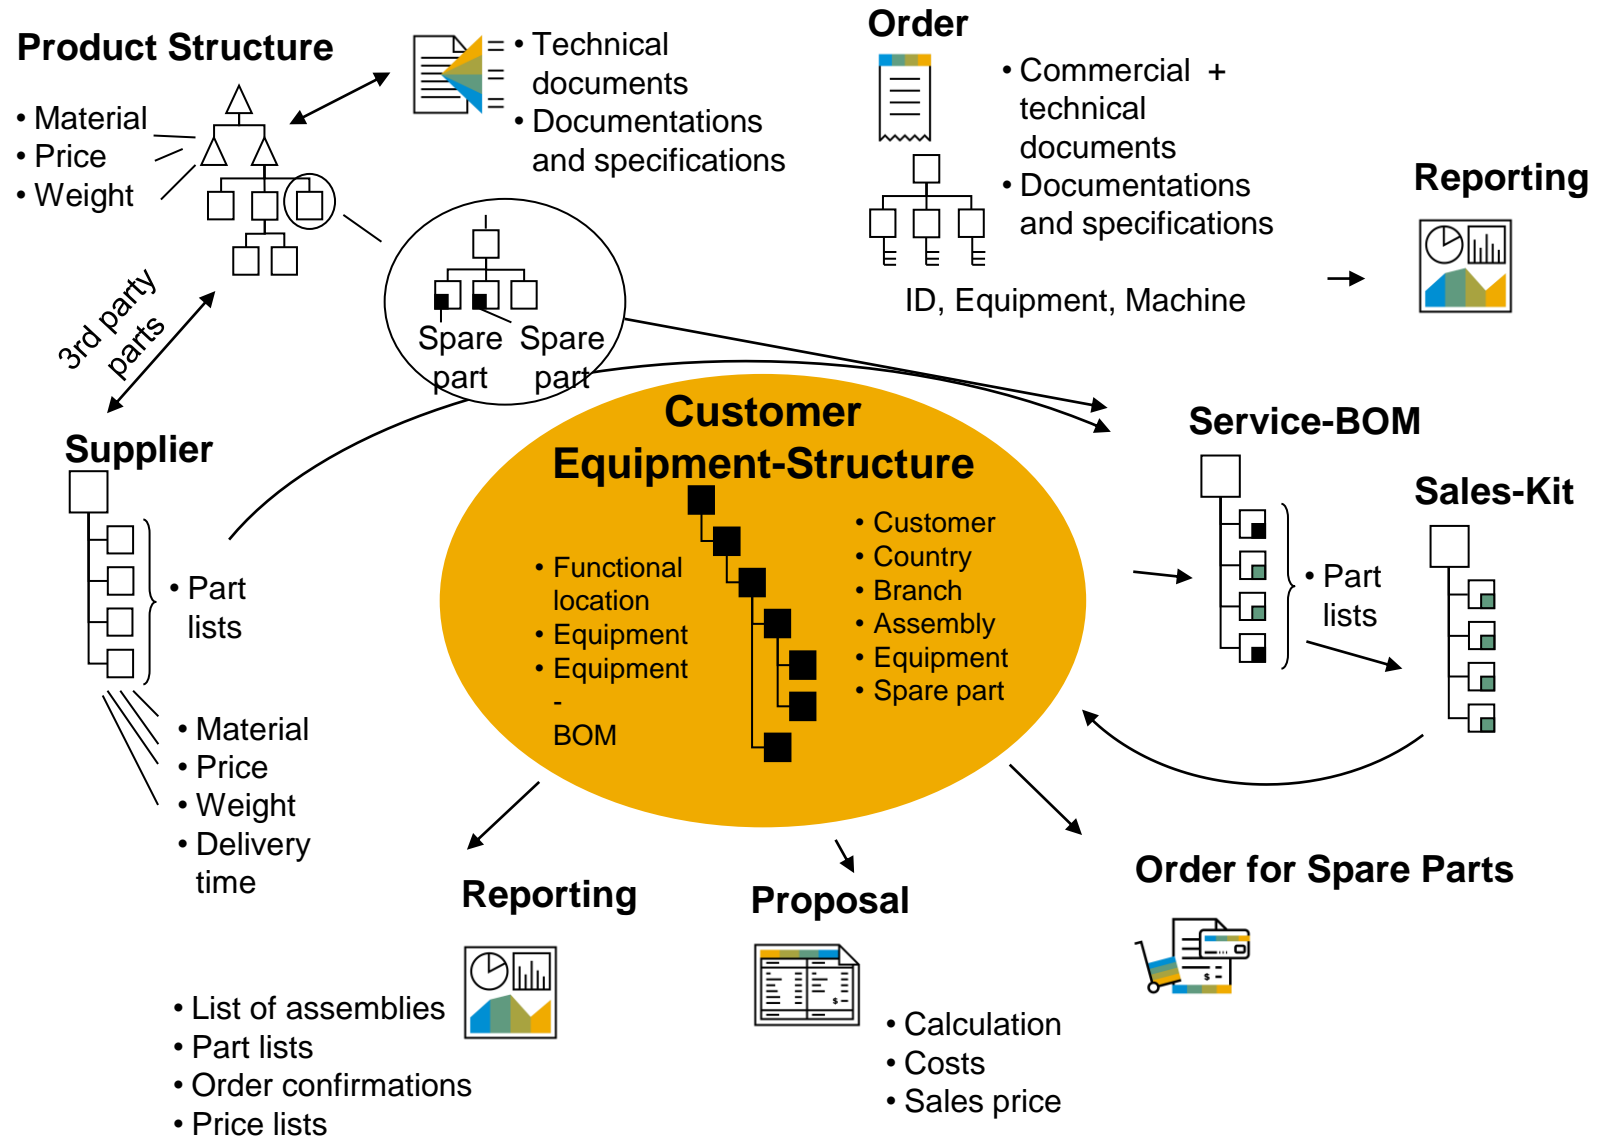 Product Structure
• Material
• Price
• Weight
• Technical
documents
• Documentations
and specifications
Order
• Commercial +
technical
documents
• Documentations
and specifications
ID, Equipment, Machine
Reporting
3rd party
parts
Spare
part
Spare
part
Supplier
• Part
lists
• Material
• Price
• Weight
• Delivery
time
Customer
Equipment-Structure
• Functional
location
• Equipment
• Equipment
-
BOM
• Customer
• Country
• Branch
• Assembly
• Equipment
• Spare part
Service-BOM
• Part
lists
Sales-Kit
Reporting
• List of assemblies
• Part lists
• Order confirmations
• Price lists
Proposal
$
• Calculation
• Costs
• Sales price
Order for Spare Parts
$